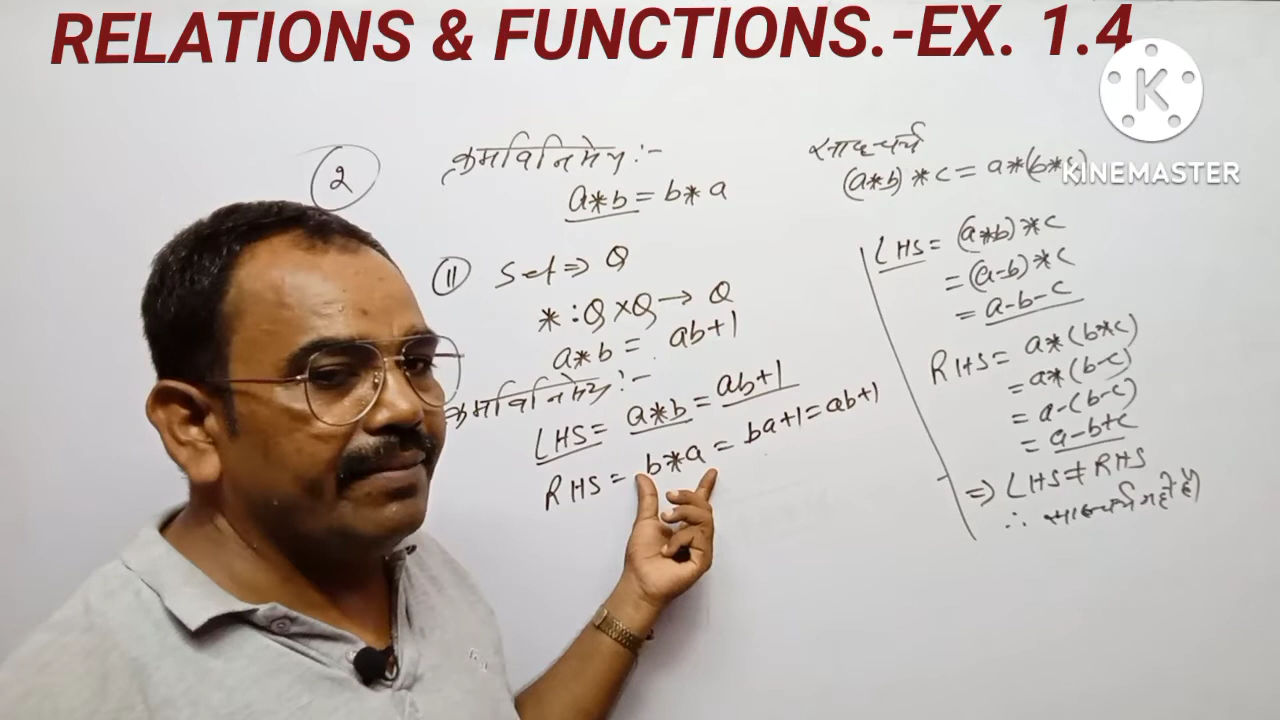 RELATIONS & FUNCTIONS.-EX. 1.4
K
KINEMASTER
2
क्रमविनिमेय :-
a*b = b*a
(11) Set ⇒ Q
* : Q × Q → Q
a*b = ab+1
क्रमविनिमेय :-
LHS = a*b = ab+1
RHS = b*a = ba+1 = ab+1
साहचर्य
(a*b)*c = a*(b*c)
LHS = (a*b)*c
= (a-b)*c
= a-b-c
RHS = a*(b*c)
= a*(b-c)
= a-(b-c)
= a-b+c
⇒ LHS ≠ RHS
∴ साहचर्य नहीं है